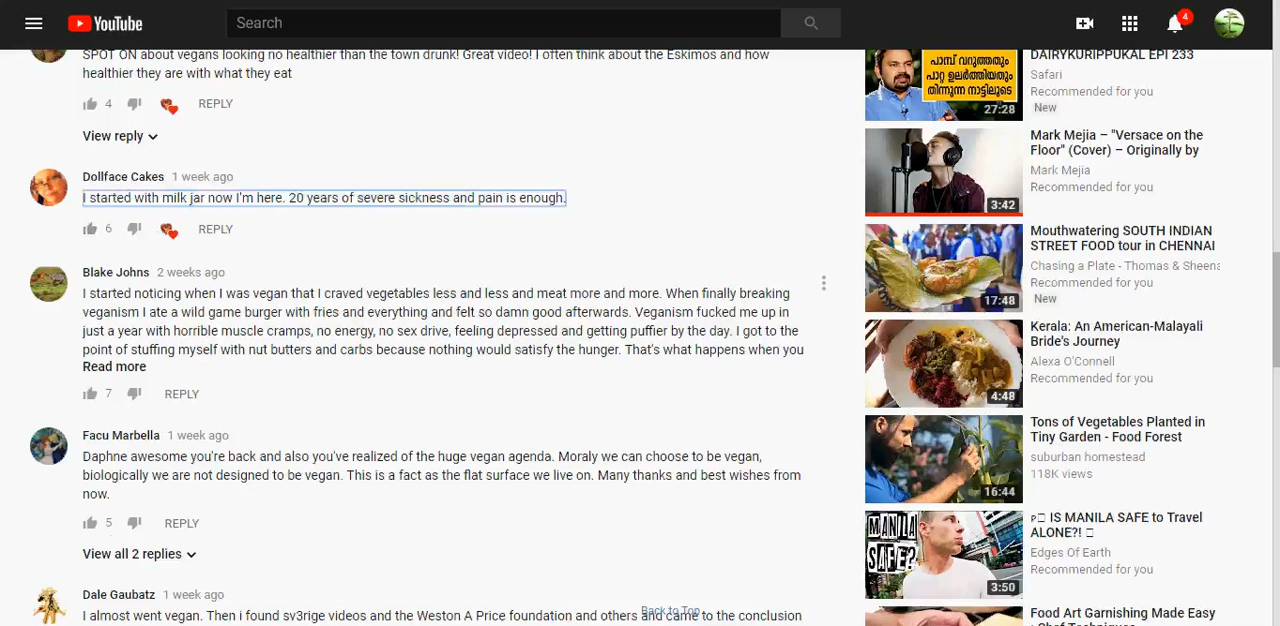 YouTube
Search
4
SPOT ON about vegans looking no healthier than the town drunk! Great video! I often think about the Eskimos and how
healthier they are with what they eat
4 REPLY
View reply
Dollface Cakes 1 week ago
I started with milk jar now I'm here. 20 years of severe sickness and pain is enough.
6 REPLY
Blake Johns 2 weeks ago
I started noticing when I was vegan that I craved vegetables less and less and meat more and more. When finally breaking
veganism I ate a wild game burger with fries and everything and felt so damn good afterwards. Veganism fucked me up in
just a year with horrible muscle cramps, no energy, no sex drive, feeling depressed and getting puffier by the day. I got to the
point of stuffing myself with nut butters and carbs because nothing would satisfy the hunger. That's what happens when you
Read more
7 REPLY
Facu Marbella 1 week ago
Daphne awesome you're back and also you've realized of the huge vegan agenda. Moraly we can choose to be vegan,
biologically we are not designed to be vegan. This is a fact as the flat surface we live on. Many thanks and best wishes from
now.
5 REPLY
View all 2 replies
Dale Gaubatz 1 week ago
I almost went vegan. Then i found sv3rige videos and the Weston A Price foundation and others and came to the conclusion
Back to Top
പാമ്പ് വറുത്തതും
പാറ്റ ഉലർത്തിയതും
തിന്നുന്ന നാട്ടിലൂടെ
27:28
DAIRYKURIPPUKAL EPI 233
Safari
Recommended for you
New
3:42
Mark Mejia – "Versace on the
Floor" (Cover) – Originally by
Mark Mejia
Recommended for you
17:48
Mouthwatering SOUTH INDIAN
STREET FOOD tour in CHENNAI
Chasing a Plate - Thomas & Sheena
Recommended for you
New
4:48
Kerala: An American-Malayali
Bride's Journey
Alexa O'Connell
Recommended for you
16:44
Tons of Vegetables Planted in
Tiny Garden - Food Forest
suburban homestead
118K views
MANILA
SAFE?
3:50
IS MANILA SAFE to Travel
ALONE?!
Edges Of Earth
Recommended for you
Food Art Garnishing Made Easy